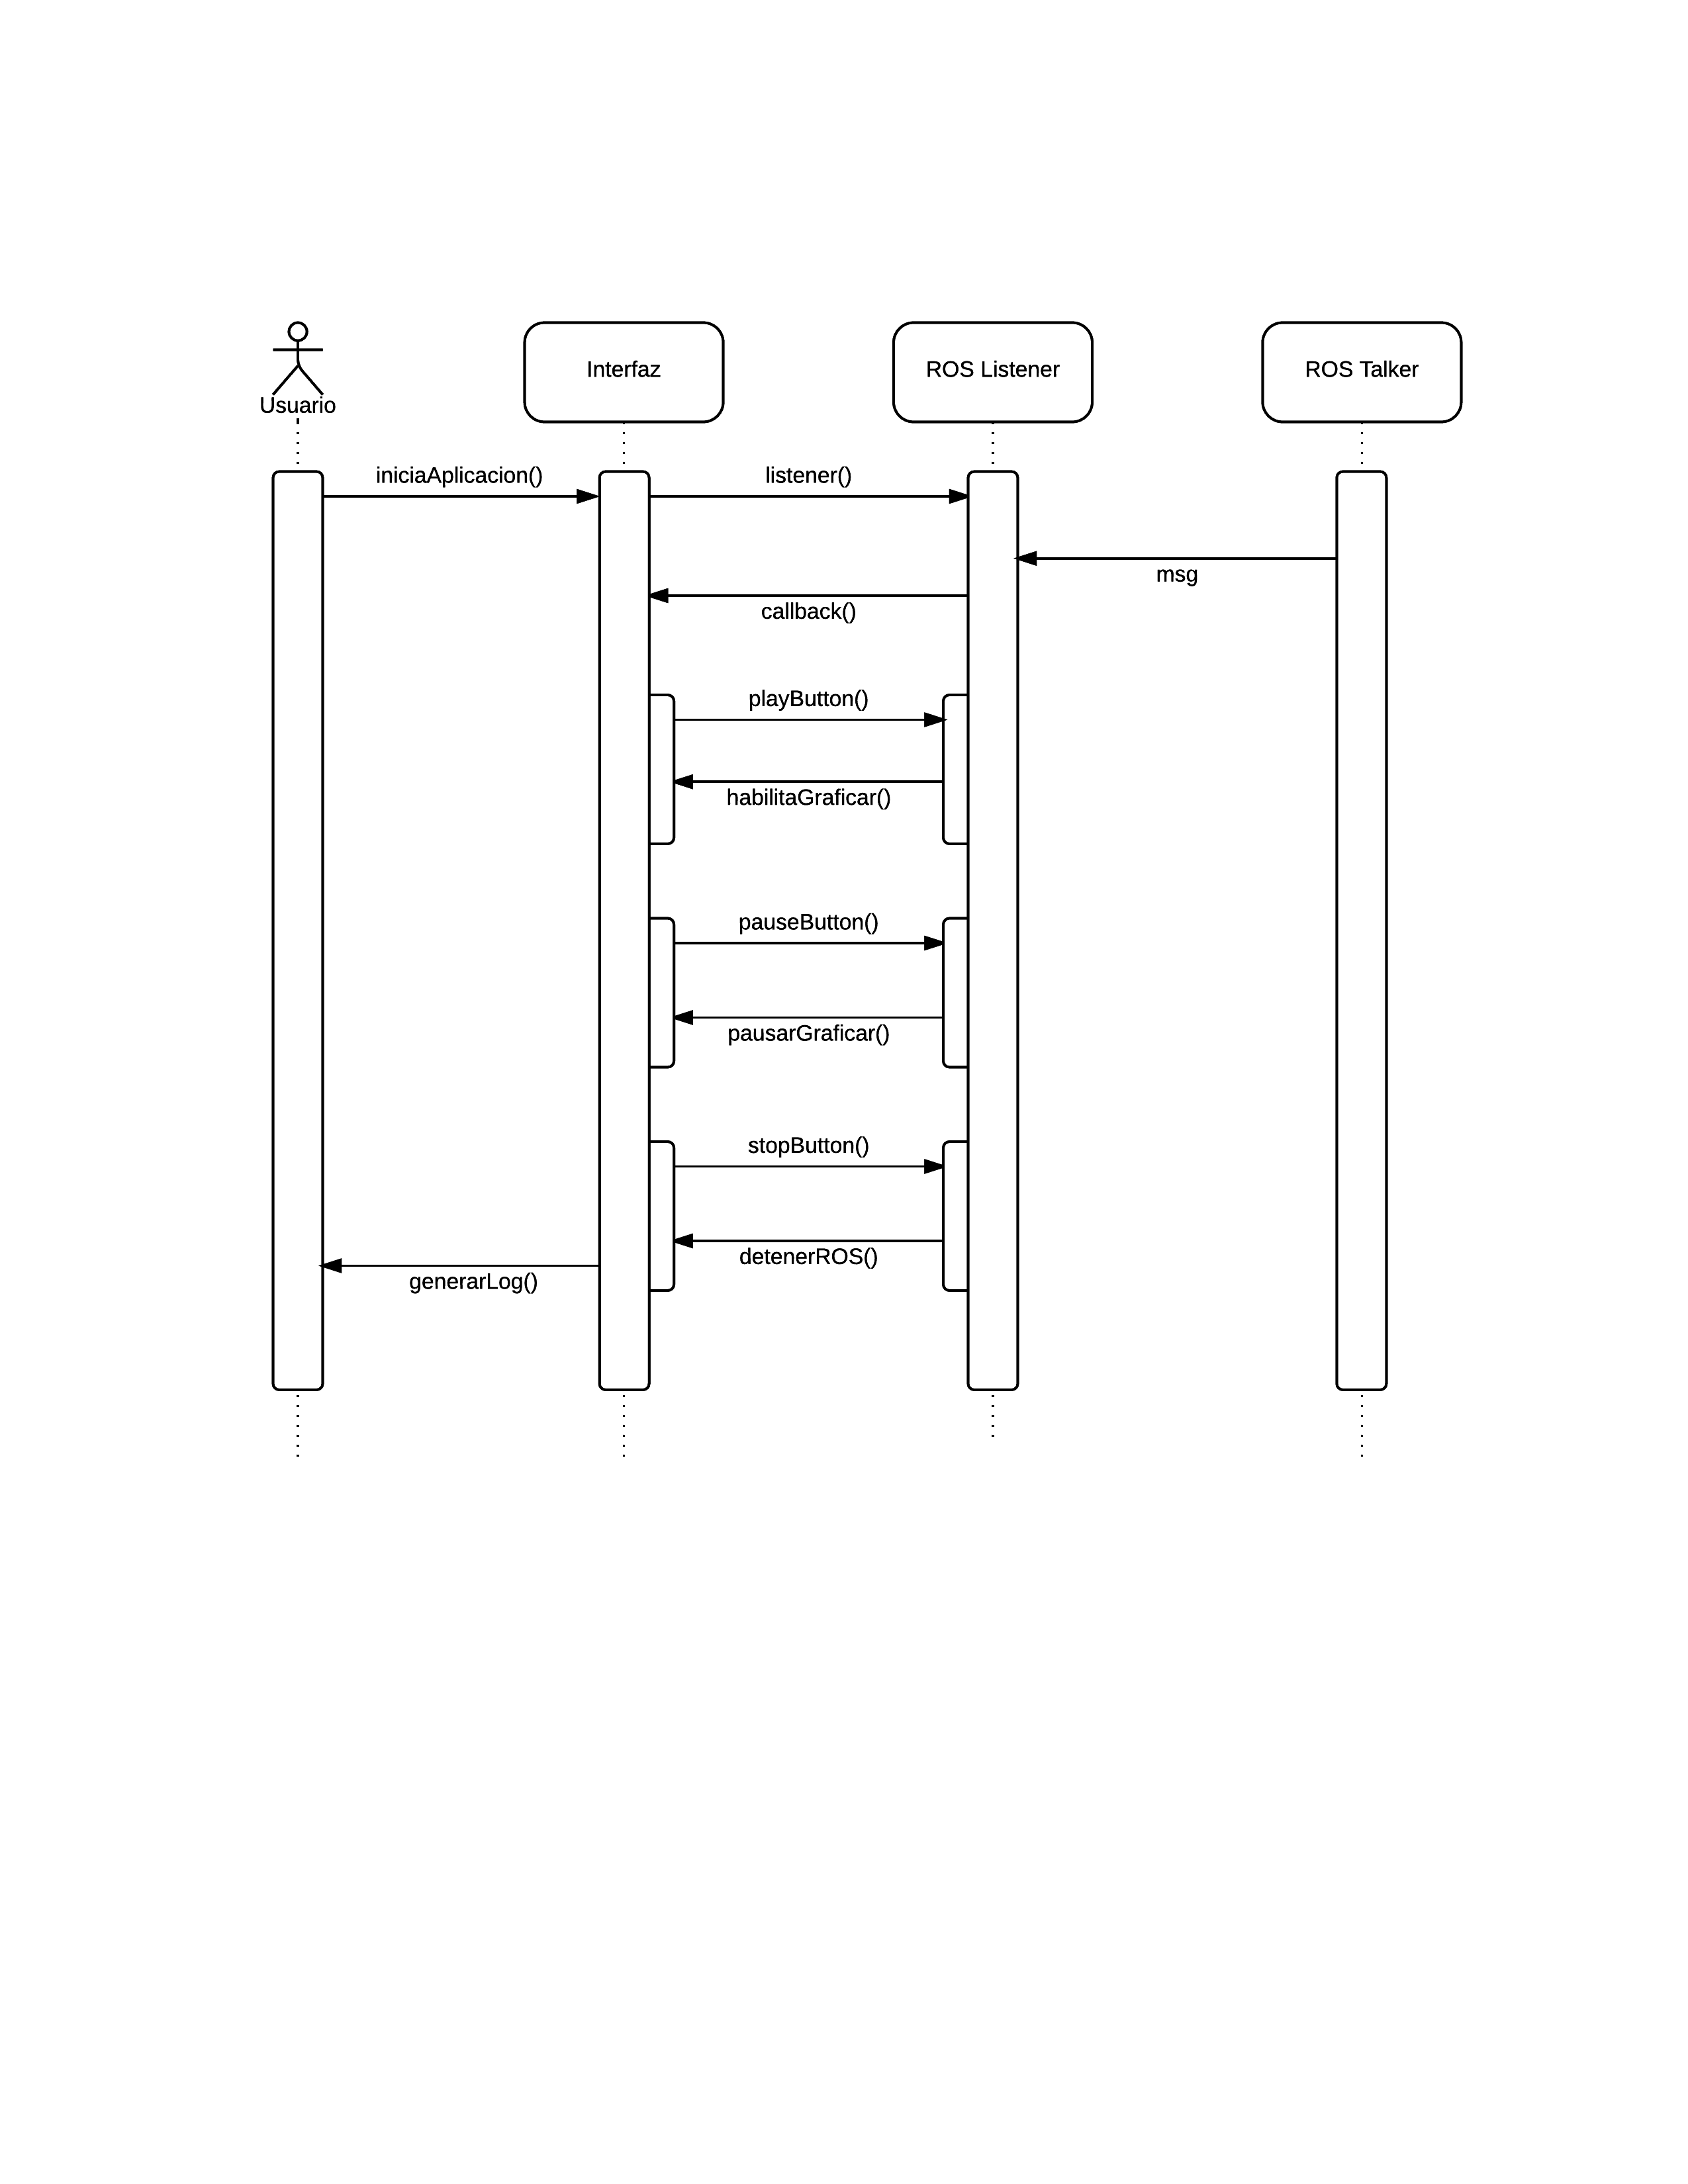 Usuario
Interfaz
ROS Listener
ROS Talker
iniciaAplicacion()
listener()
msg
callback()
playButton()
habilitaGraficar()
pauseButton()
pausarGraficar()
stopButton()
detenerROS()
generarLog()